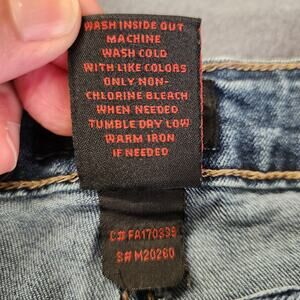 WASH INSIDE OUT
MACHINE
WASH COLD
WITH LIKE COLORS
ONLY NON-
CHLORINE BLEACH
WHEN NEEDED
TUMBLE DRY LOW
WARM IRON
IF NEEDED
C# FA170339
S# M20260